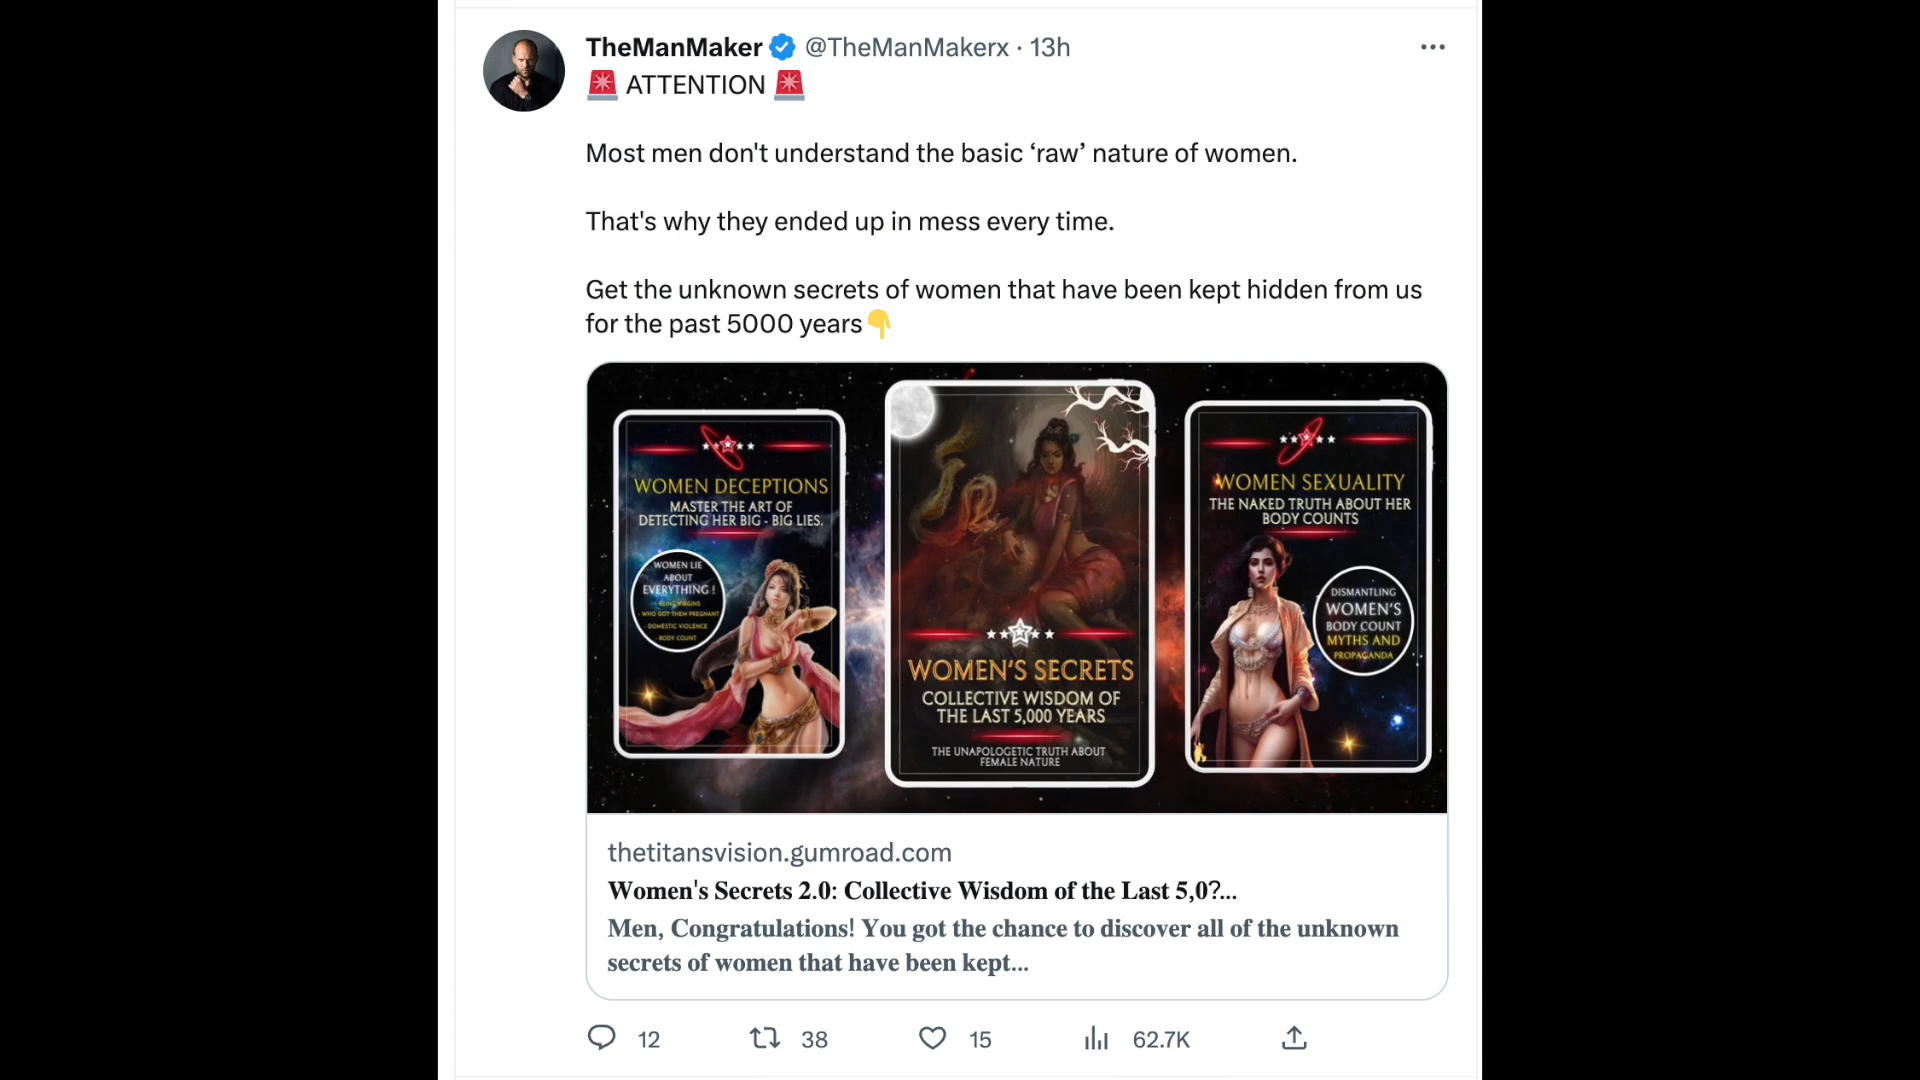 TheManMaker @TheManMakerx · 13h
🚨 ATTENTION 🚨
Most men don't understand the basic ‘raw’ nature of women.
That's why they ended up in mess every time.
Get the unknown secrets of women that have been kept hidden from us
for the past 5000 years👇
WOMEN DECEPTIONS
MASTER THE ART OF
DETECTING HER BIG - BIG LIES.
WOMEN LIE
ABOUT
EVERYTHING !
- BEING VIRGINS
- WHO GOT THEM PREGNANT
- DOMESTIC VIOLENCE
- BODY COUNT
WOMEN'S SECRETS
COLLECTIVE WISDOM OF
THE LAST 5,000 YEARS
THE UNAPOLOGETIC TRUTH ABOUT
FEMALE NATURE
WOMEN SEXUALITY
THE NAKED TRUTH ABOUT HER
BODY COUNTS
DISMANTLING
WOMEN'S
BODY COUNT
MYTHS AND
PROPAGANDA
thetitansvision.gumroad.com
Women's Secrets 2.0: Collective Wisdom of the Last 5,0?...
Men, Congratulations! You got the chance to discover all of the unknown
secrets of women that have been kept...
12 38 15 62.7K